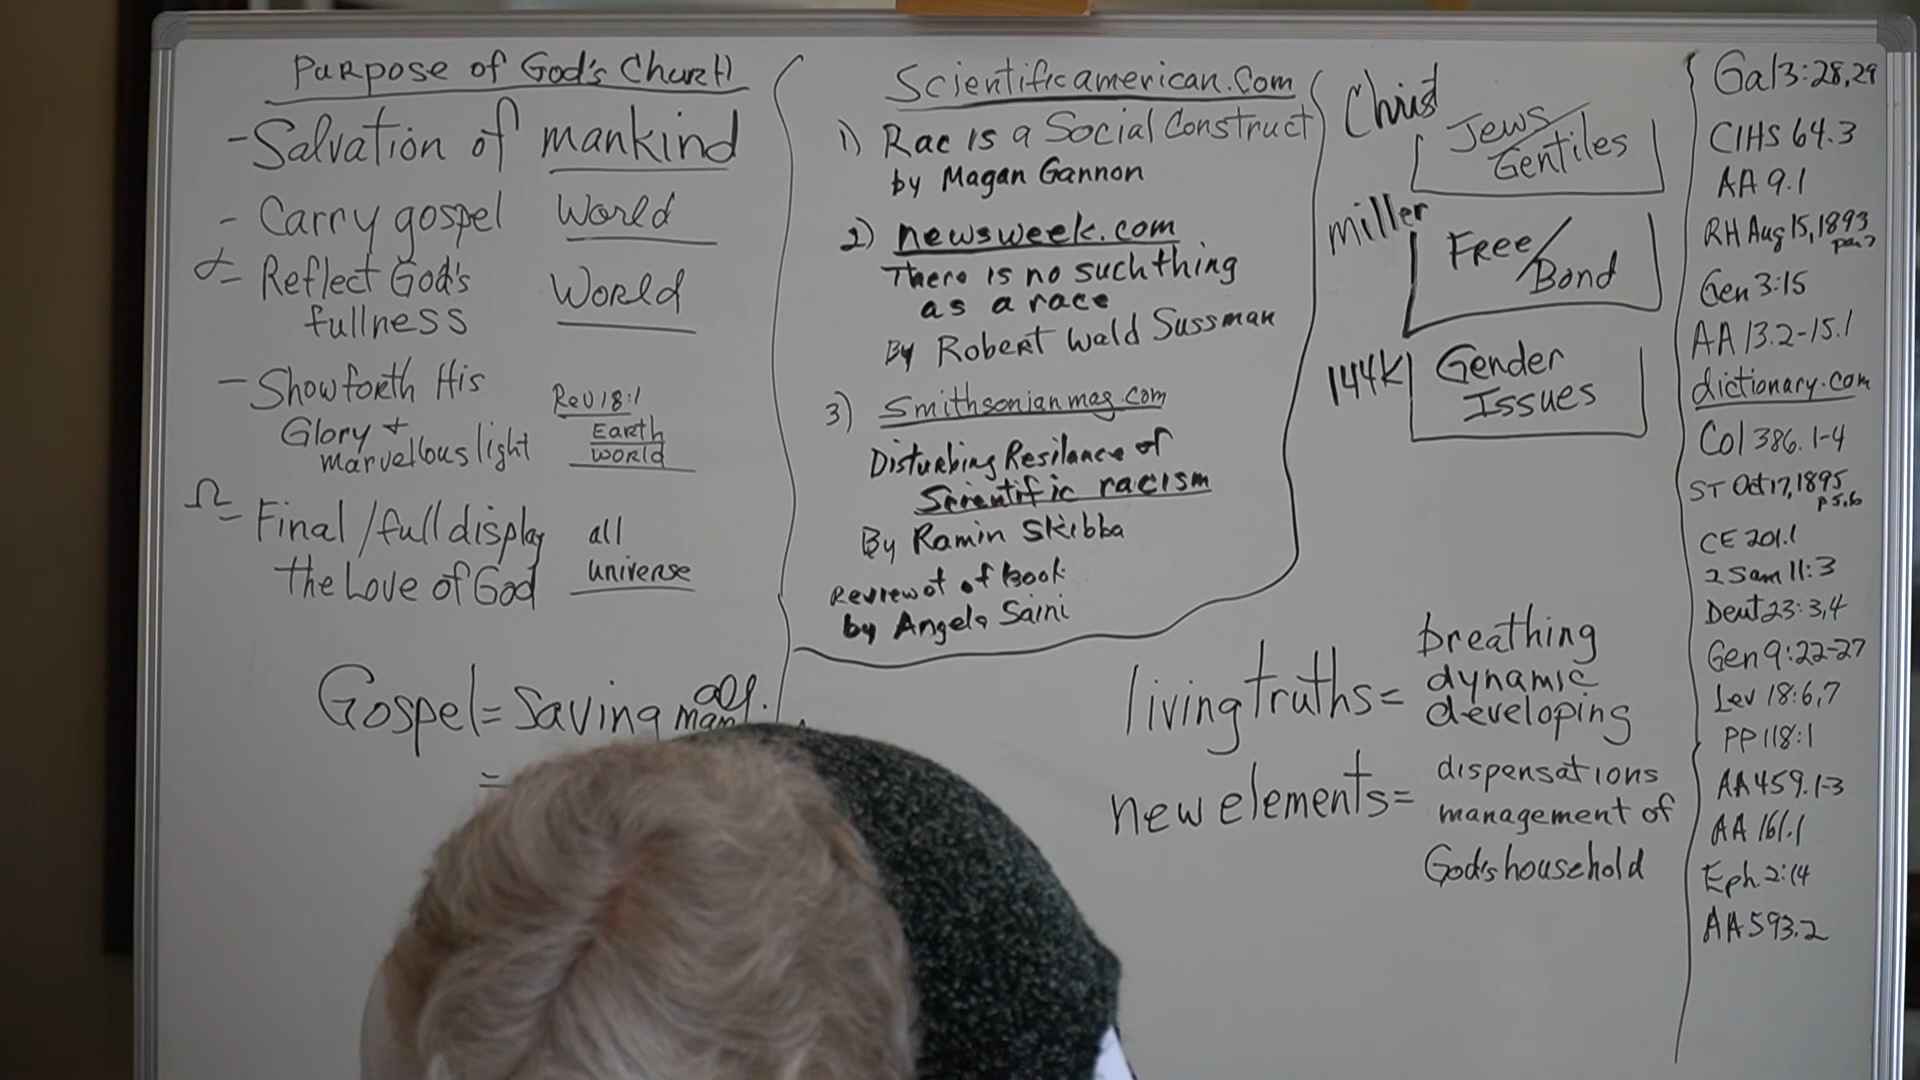 Purpose of God's Church
- Salvation of mankind
- Carry gospel World
α = Reflect God's World
fullness
- Show forth His Rev 18:1
Glory + Earth
marvellous light world
Ω = Final/full display all
the Love of God universe
Gospel = Saving all
man
=
Scientificamerican.com
1) Rac is a Social Construct
by Magan Gannon
2) newsweek.com
There is no such thing
as a race
By Robert Wald Sussman
3) Smithsonianmag.com
Disturbing Resilance of
Scientific racism
By Ramin Skibba
Reviewof of book
by Angela Saini
Christ
Jews/
Gentiles
miller
Free/
Bond
144K
Gender
Issues
living truths = breathing
dynamic
developing
new elements = dispensations
management of
God's household
Gal 3:28,29
CIHS 64.3
AA 9.1
RH Aug 15, 1893
Gen 3:15
AA 13.2-15.1
dictionary.com
Col 386.1-4
ST Oct 17, 1895
p 5,6
CE 201.1
2 Sam 11:3
Deut 23:3,4
Gen 9:22-27
Lev 18:6,7
PP 118:1
AA 459.1-3
AA 161.1
Eph. 2:14
AA 593.2